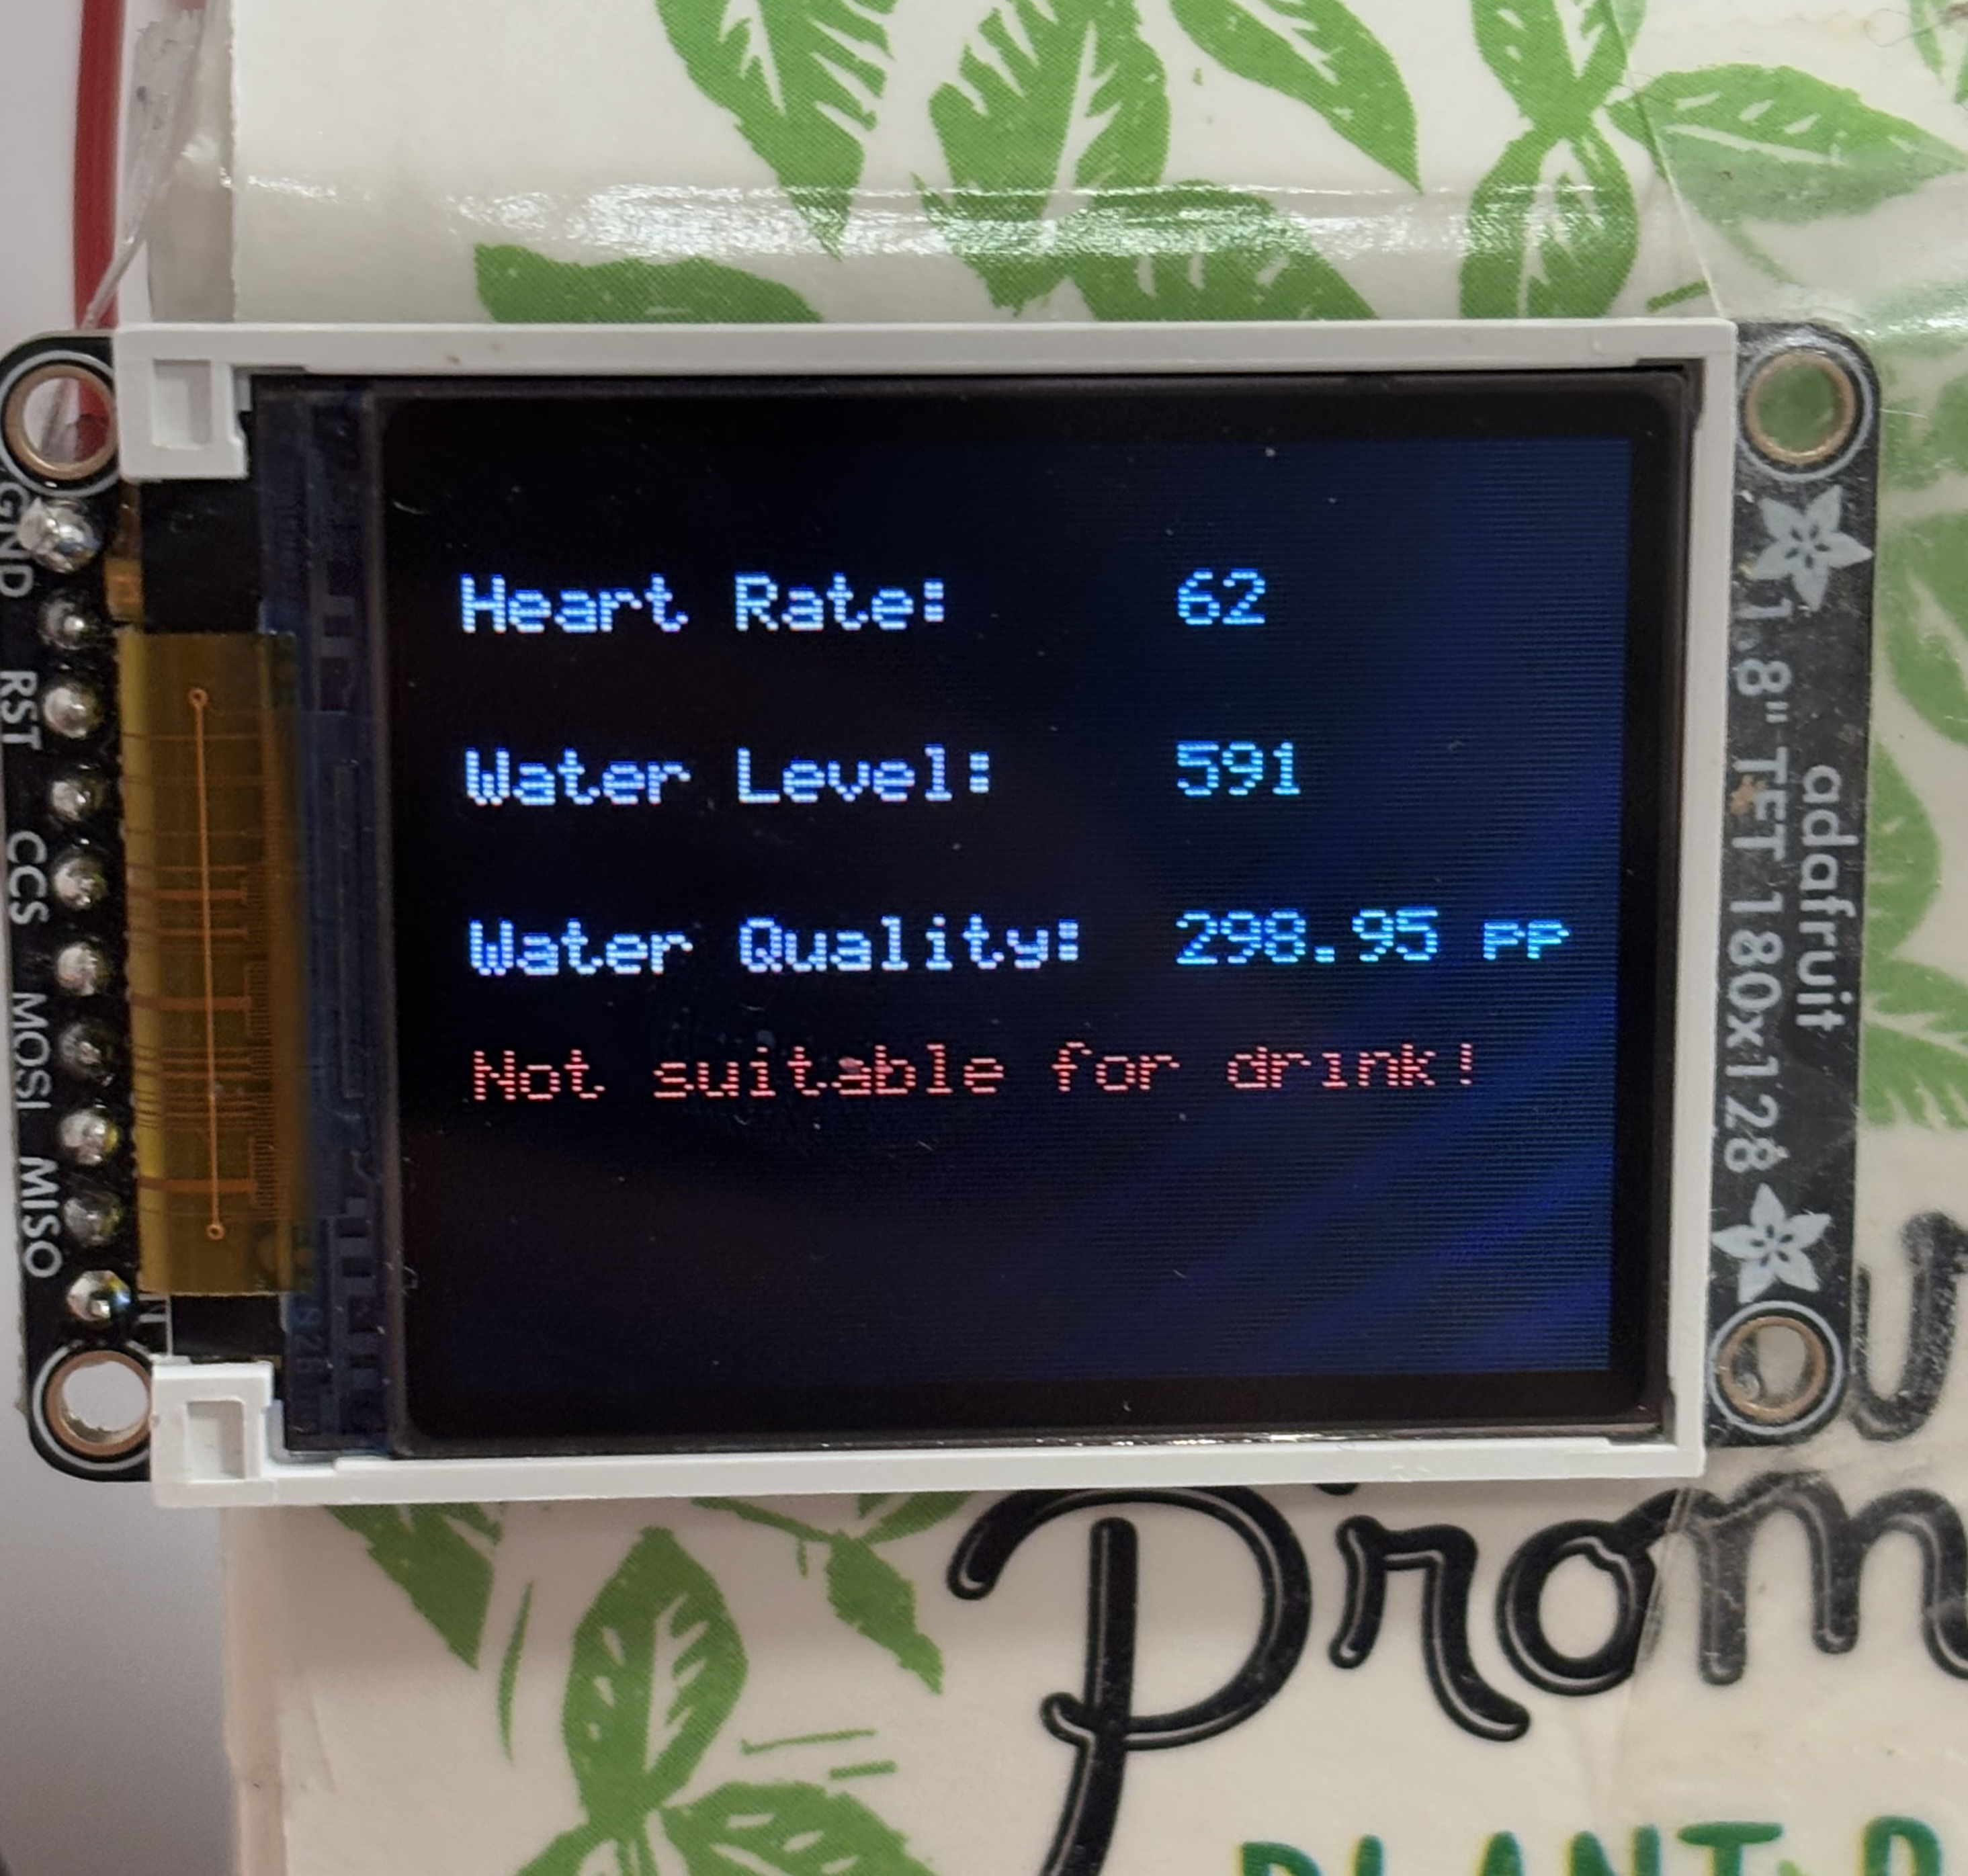 Heart Rate: 62
Water Level: 591
Water Quality: 298.95 pp
Not suitable for drink!
GND
RST
CCS
MOSI
MISO
adafruit
1.8" TFT 180x128
Prom
PLANT